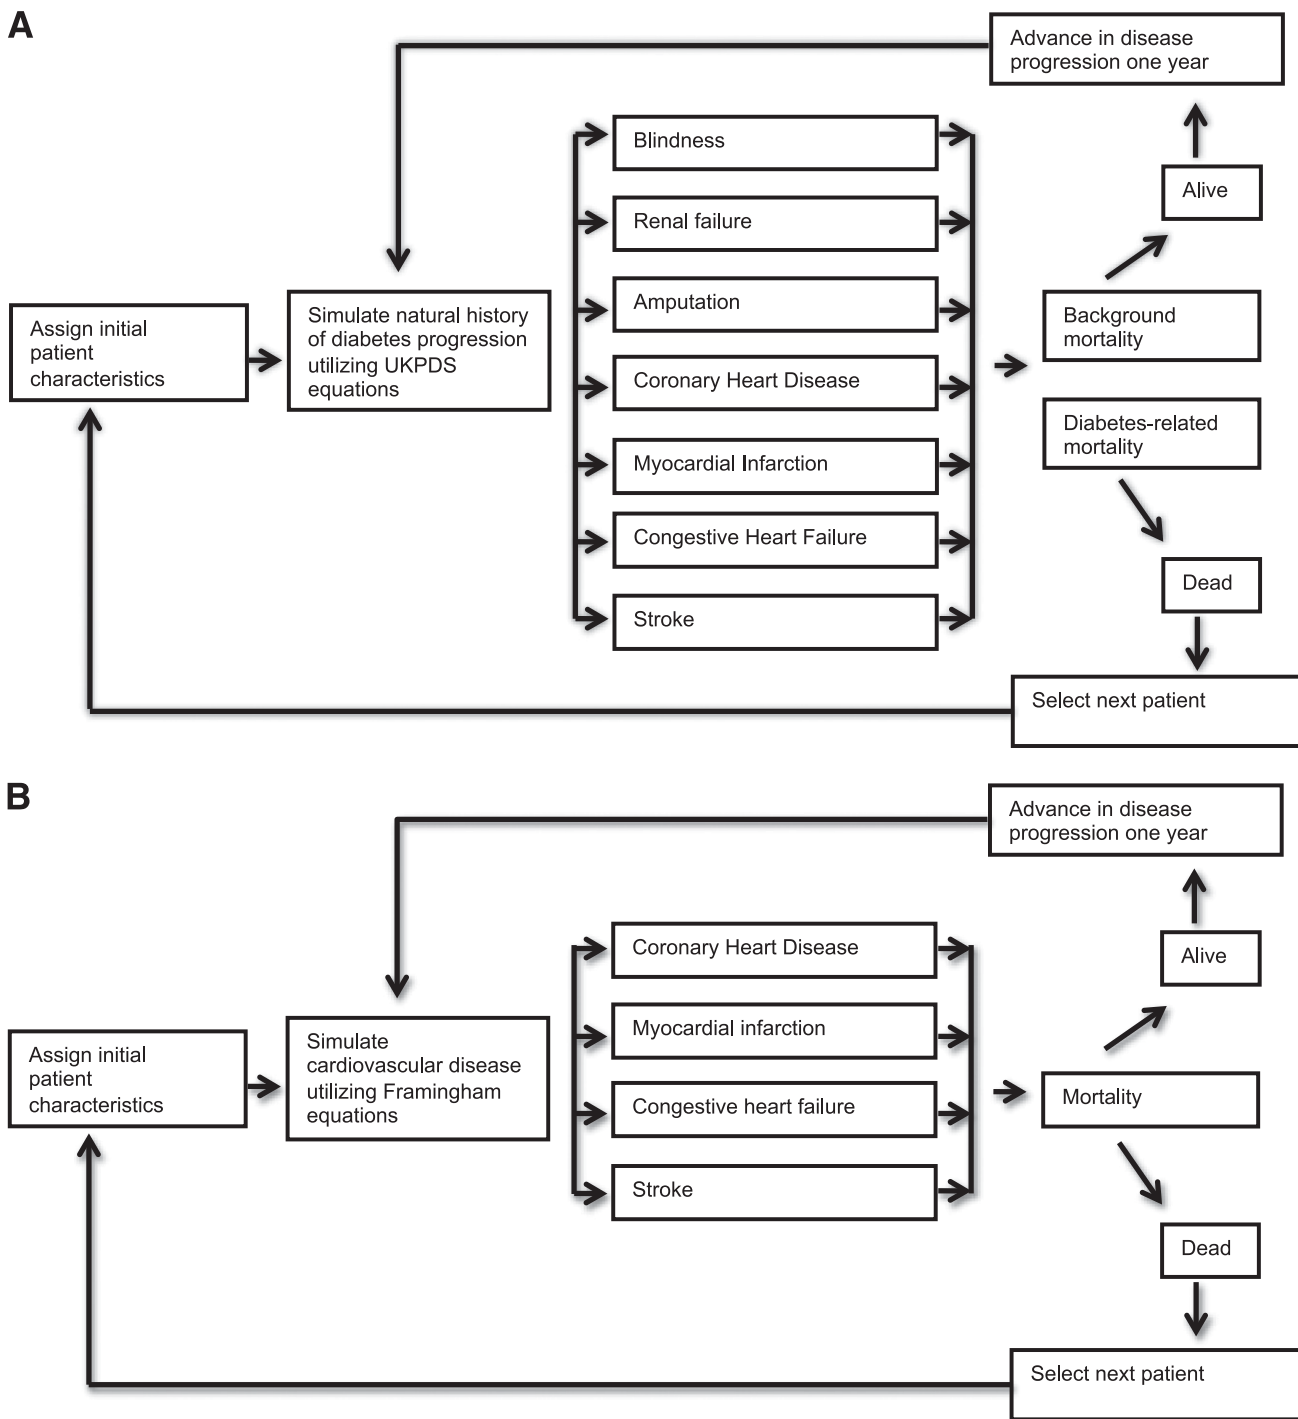 A
Advance in disease
progression one year
Blindness
Alive
Renal failure
Amputation
Assign initial
patient
characteristics
Simulate natural history
of diabetes progression
utilizing UKPDS
equations
Background
mortality
Coronary Heart Disease
Diabetes-related
mortality
Myocardial Infarction
Congestive Heart Failure
Dead
Stroke
Select next patient
B
Advance in disease
progression one year
Coronary Heart Disease
Alive
Myocardial infarction
Assign initial
patient
characteristics
Simulate
cardiovascular disease
utilizing Framingham
equations
Congestive heart failure
Mortality
Stroke
Dead
Select next patient